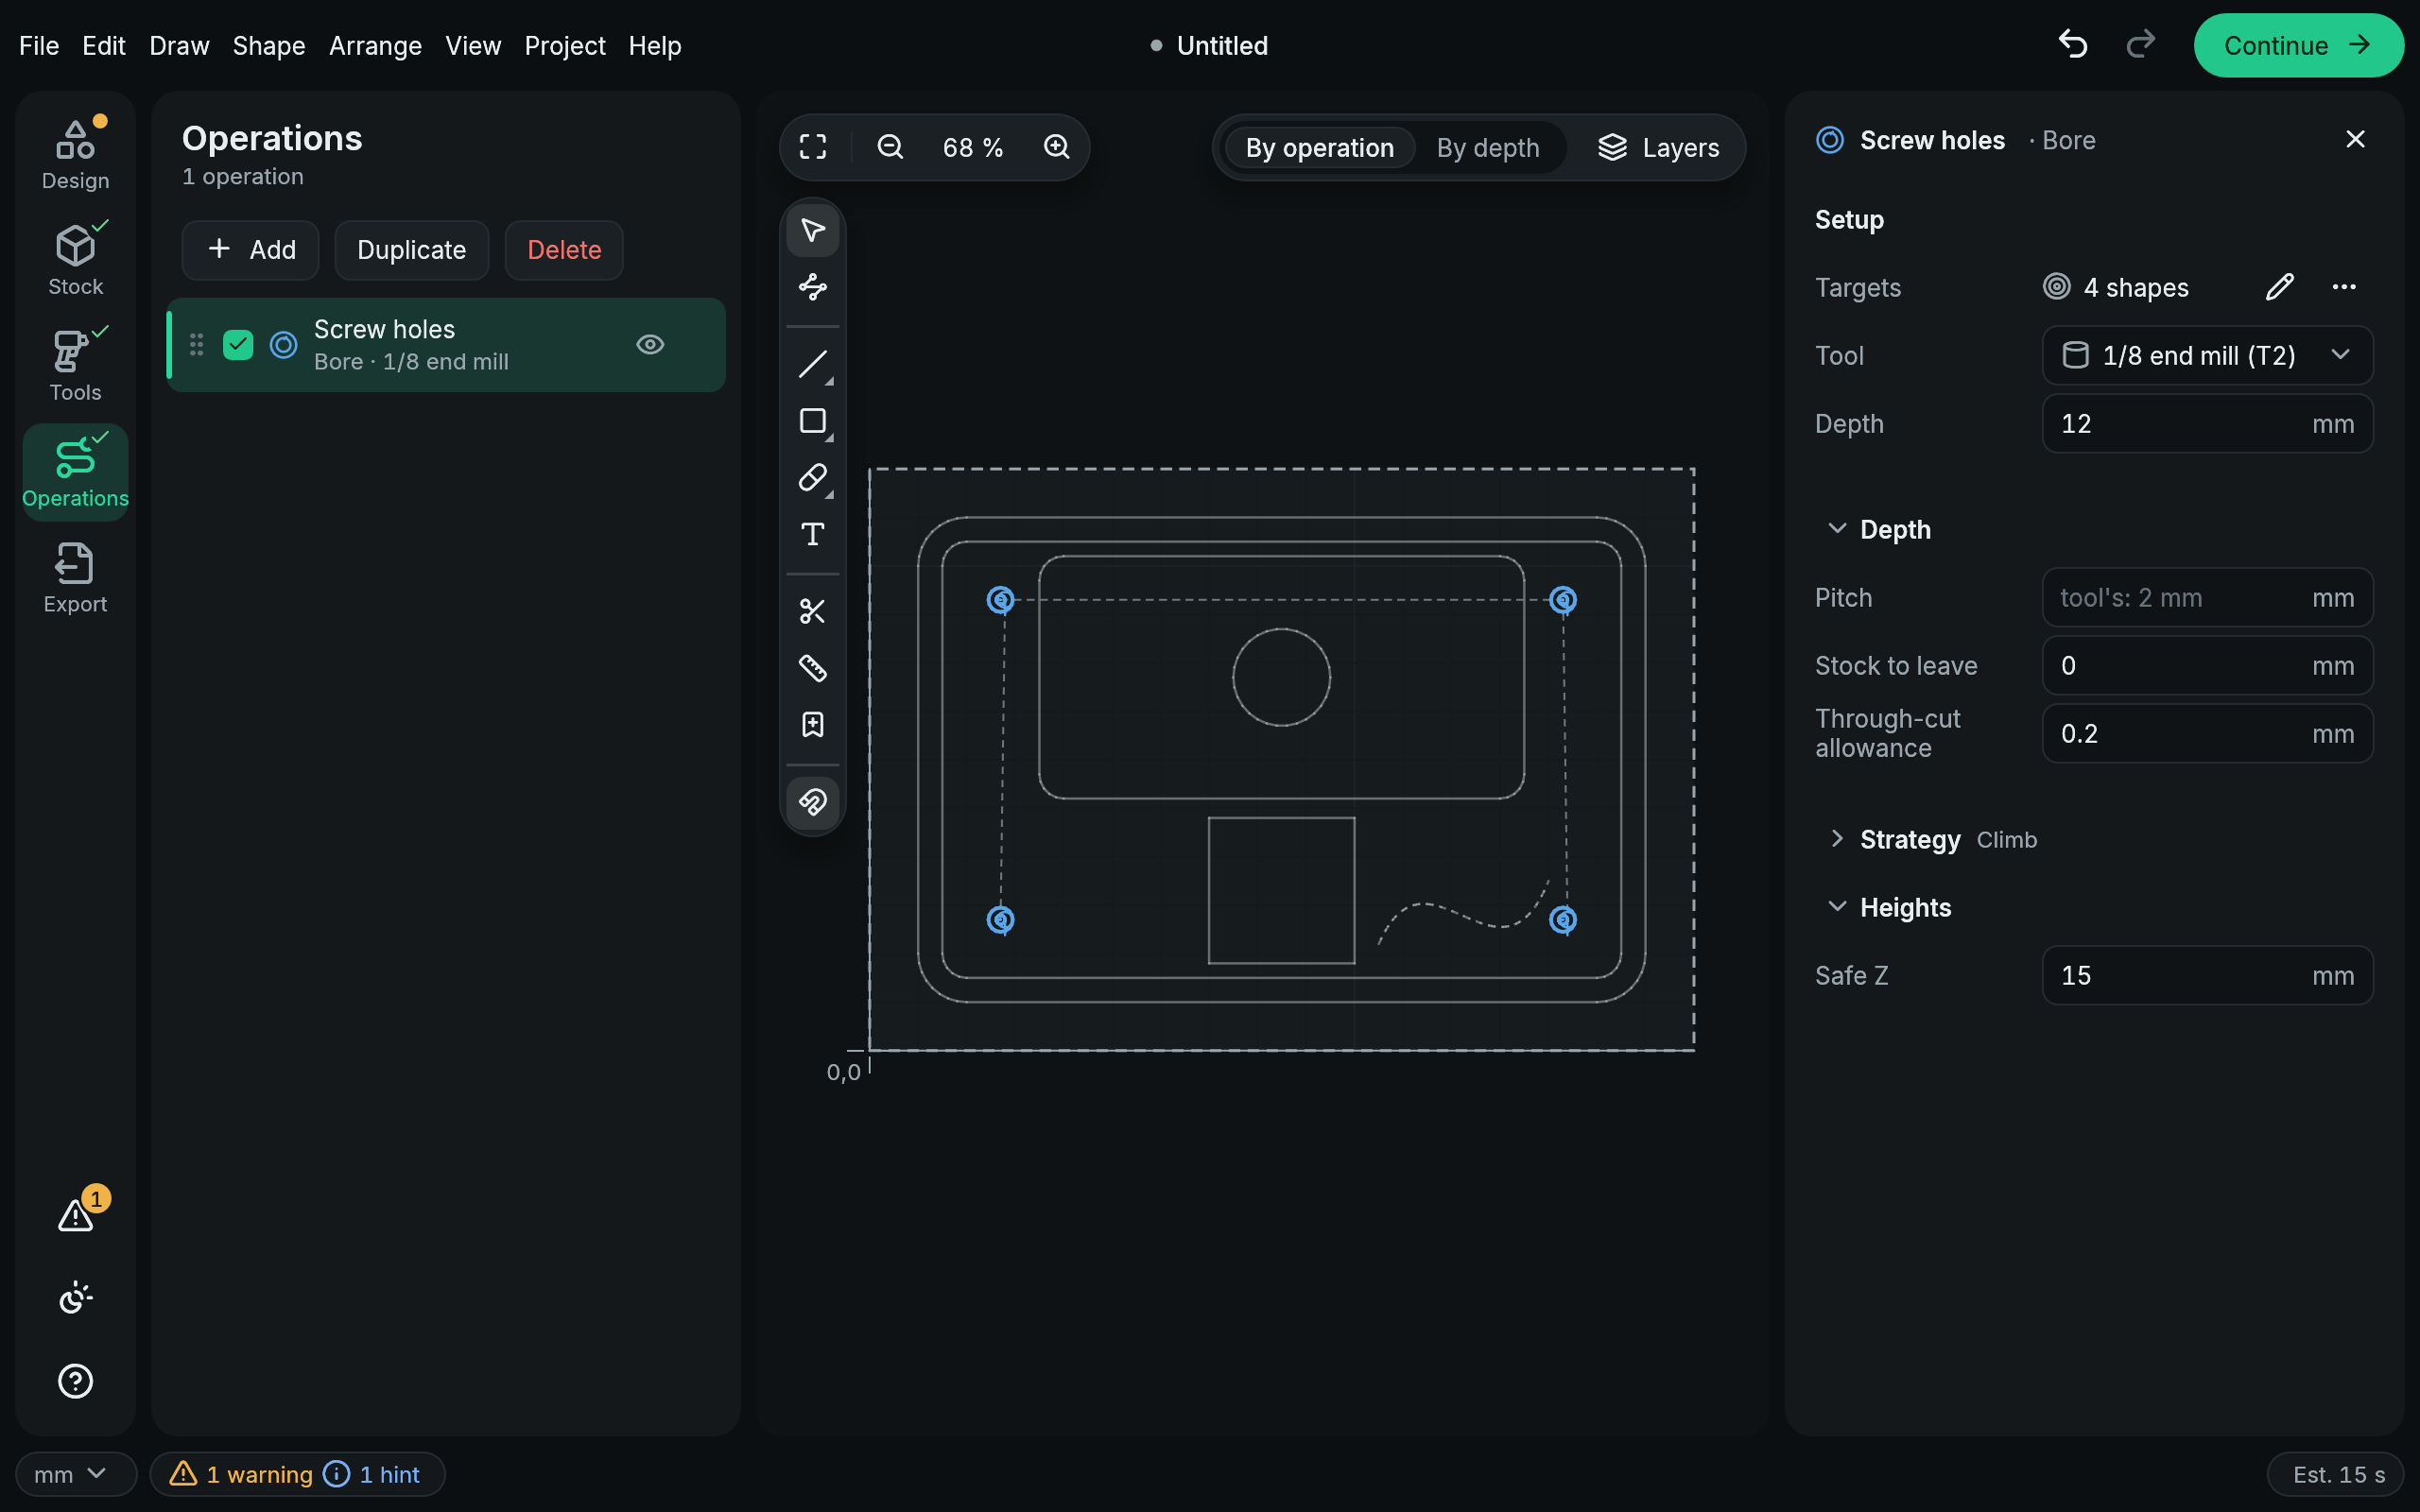 File Edit Draw Shape Arrange View Project Help
Untitled
Continue
Design
Stock
Tools
Operations
Export
1
Operations
1 operation
Add Duplicate Delete
Screw holes
Bore · 1/8 end mill
68 %
By operation By depth Layers
0,0
Screw holes · Bore
Setup
Targets 4 shapes
Tool 1/8 end mill (T2)
Depth 12 mm
Depth
Pitch tool's: 2 mm mm
Stock to leave 0 mm
Through-cut
allowance 0.2 mm
Strategy Climb
Heights
Safe Z 15 mm
mm
1 warning 1 hint
Est. 15 s